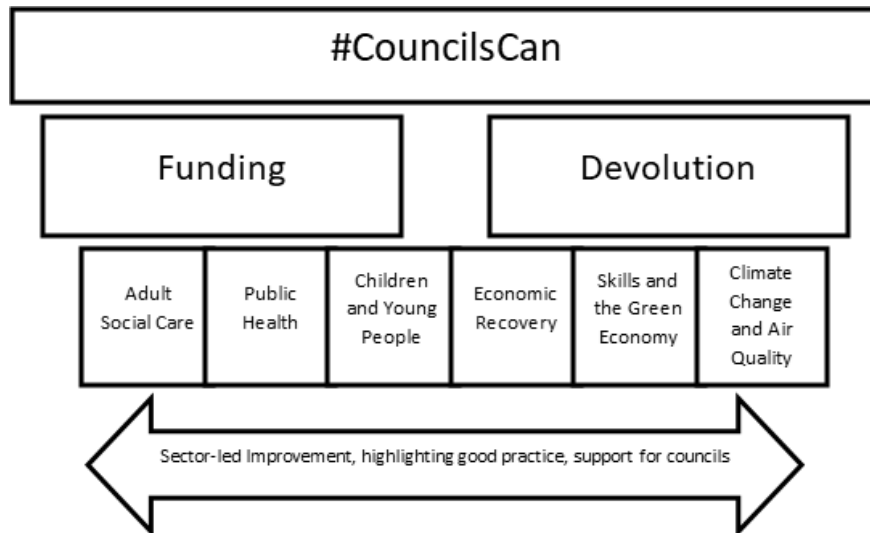 #CouncilsCan
Funding
Devolution
Adult
Social Care
Public
Health
Children
and Young
People
Economic
Recovery
Skills and
the Green
Economy
Climate
Change
and Air
Quality
Sector-led Improvement, highlighting good practice, support for councils